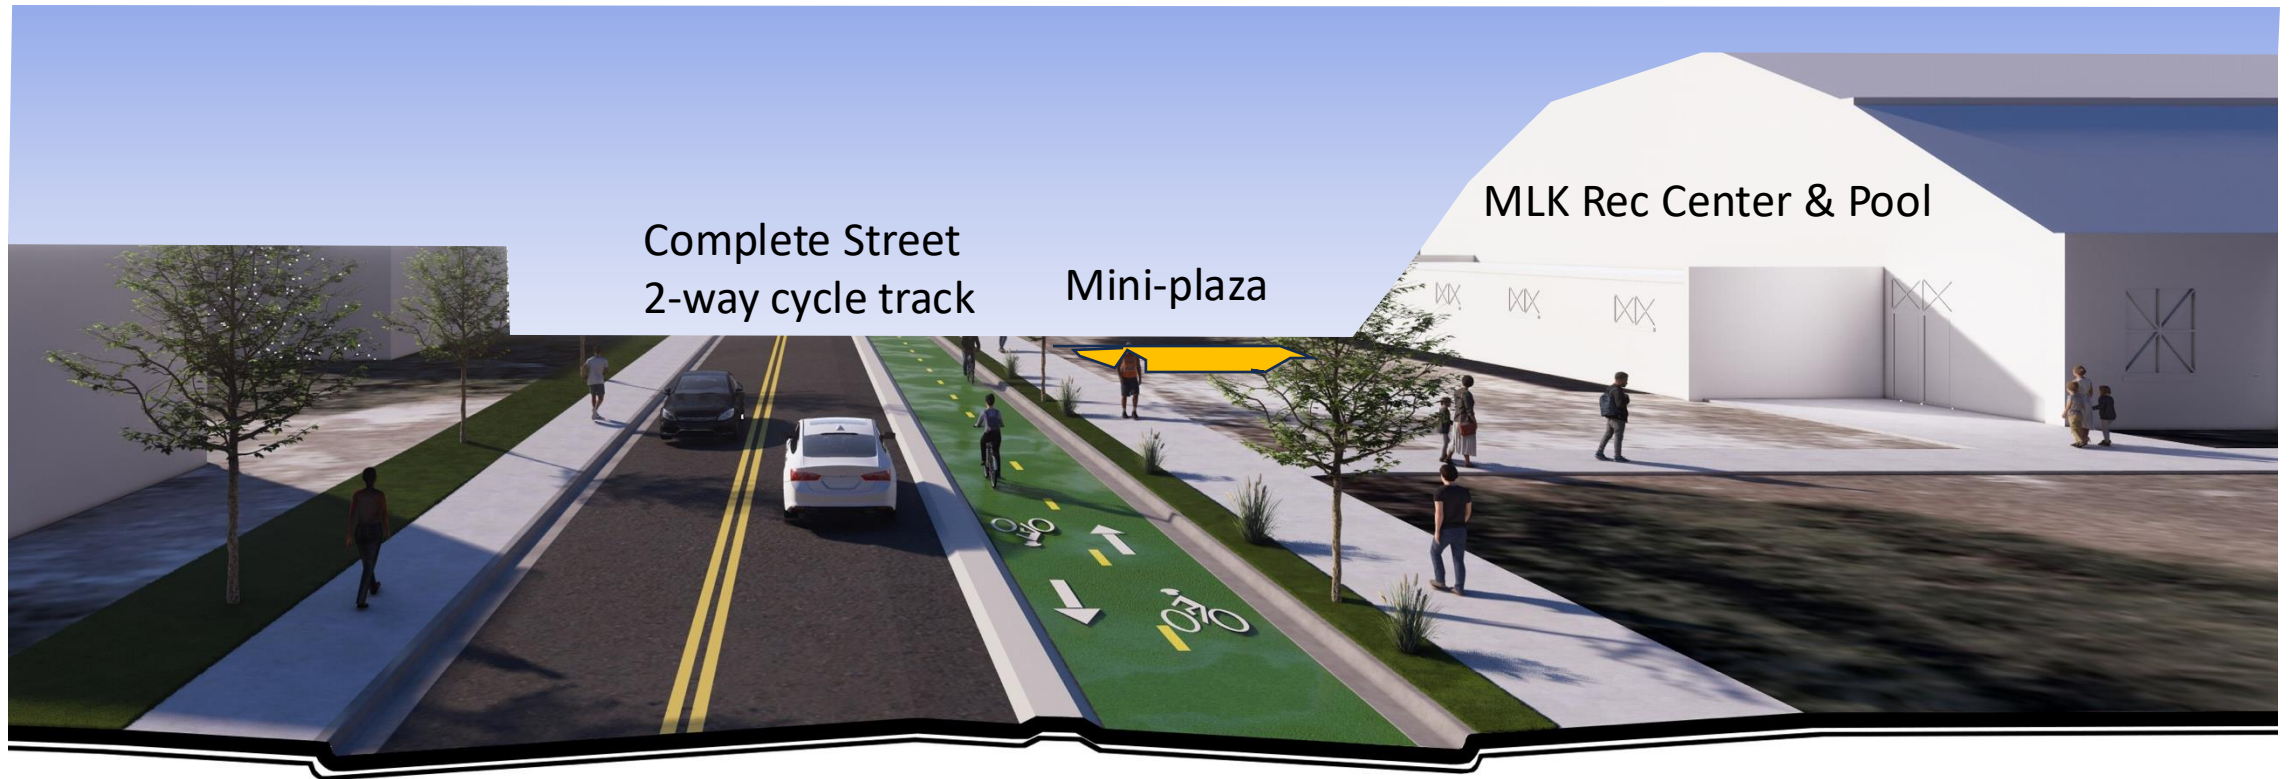 Complete Street
2-way cycle track
Mini-plaza
MLK Rec Center & Pool